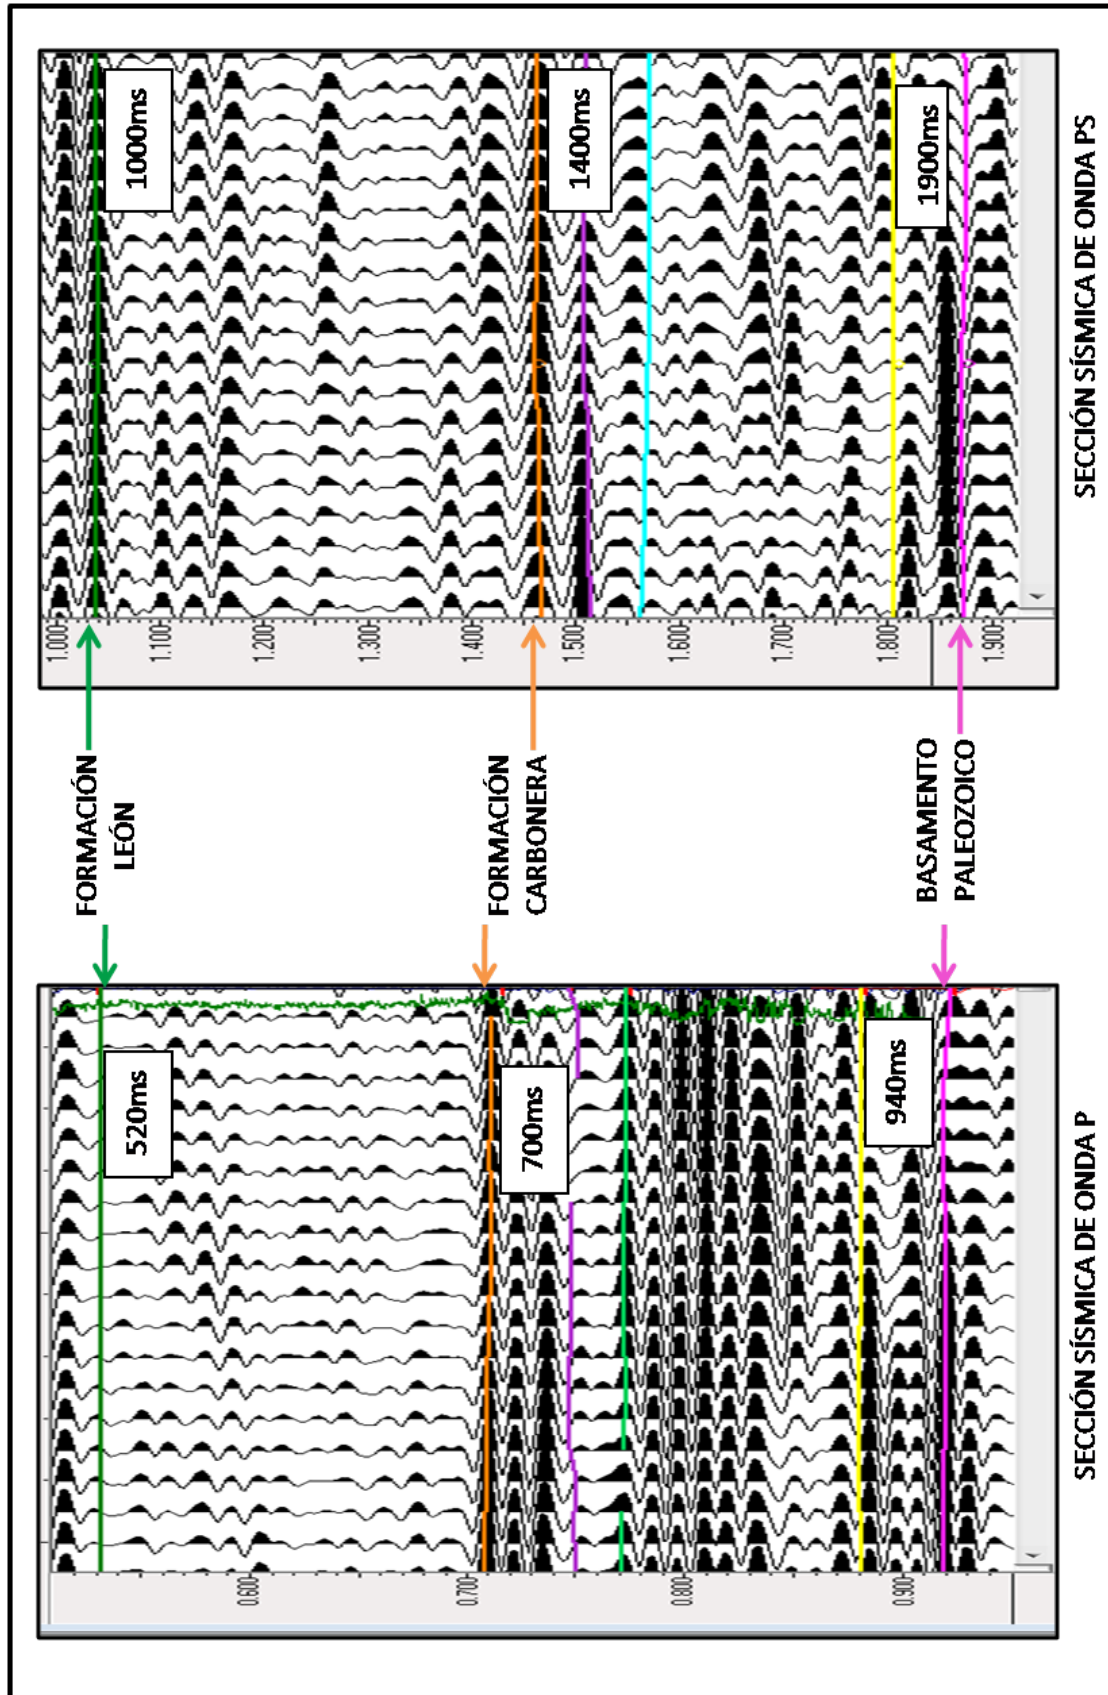 0.600
0.700
0.800
0.900
520ms
700ms
940ms
SECCIÓN SÍSMICA DE ONDA P
FORMACIÓN
LEÓN
FORMACIÓN
CARBONERA
BASAMENTO
PALEOZOICO
1.000
1.100
1.200
1.300
1.400
1.500
1.600
1.700
1.800
1.900
1000ms
1400ms
1900ms
SECCIÓN SÍSMICA DE ONDA PS